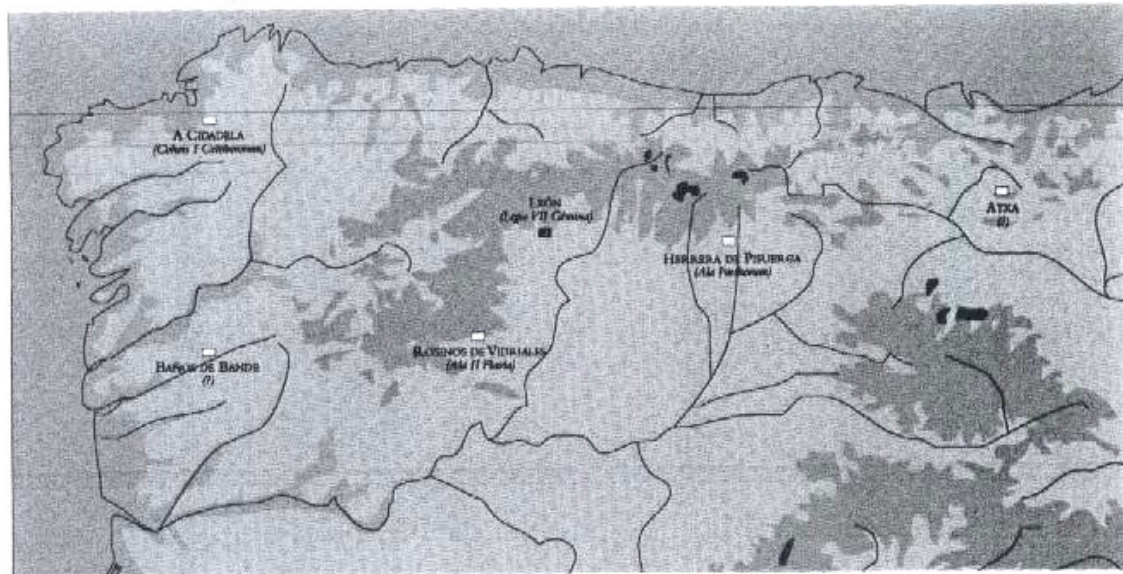 A CIDADELA
(Cohors I Celtiberorum)
LEÓN
(Legio VII Gemina)
ATXA
(?)
HERRERA DE PISUERGA
(Ala Parthorum)
ROSINOS DE VIDRIALES
(Ala II Flavia)
BAÑOS DE BANDE
(?)